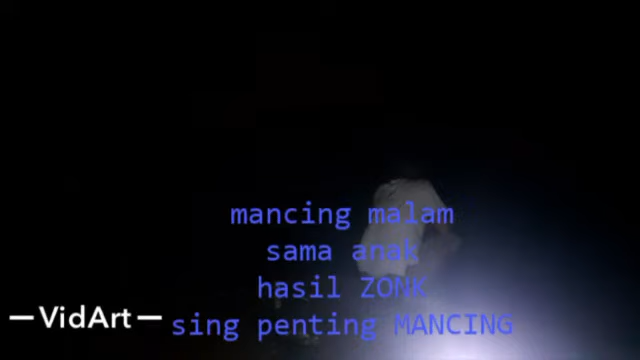 mancing malam
sama anak
hasil ZONK
sing penting MANCING
—VidArt—